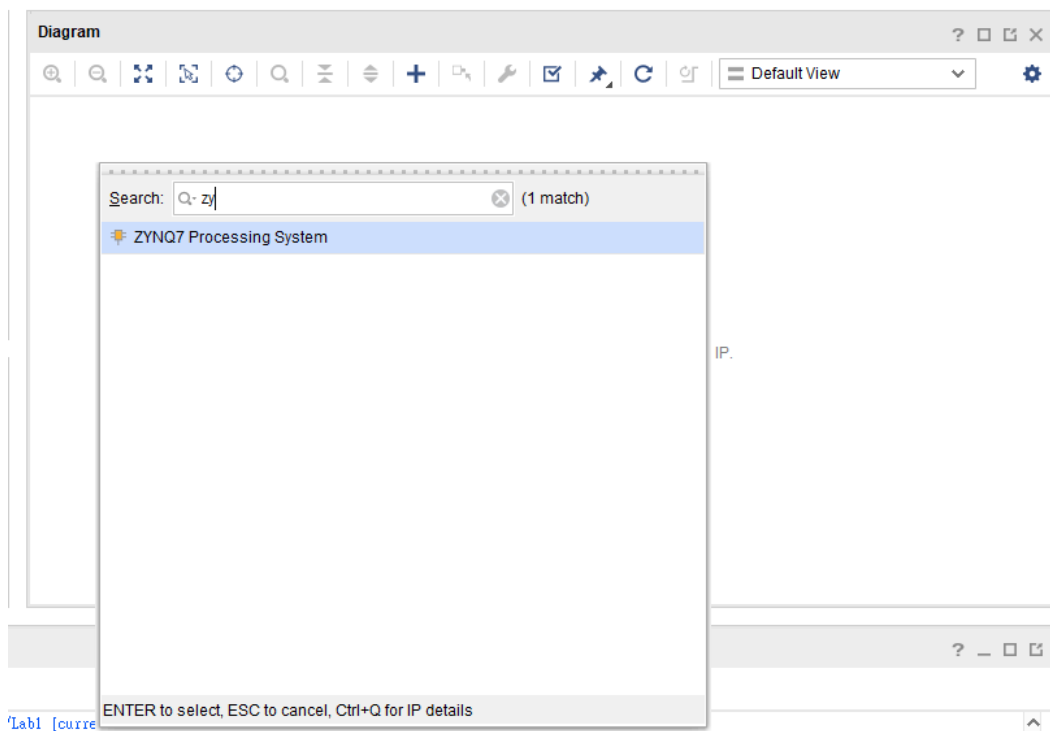 Diagram
Default View
Search: zy (1 match)
ZYNQ7 Processing System
IP.
ENTER to select, ESC to cancel, Ctrl+Q for IP details
/Lab1 [curre